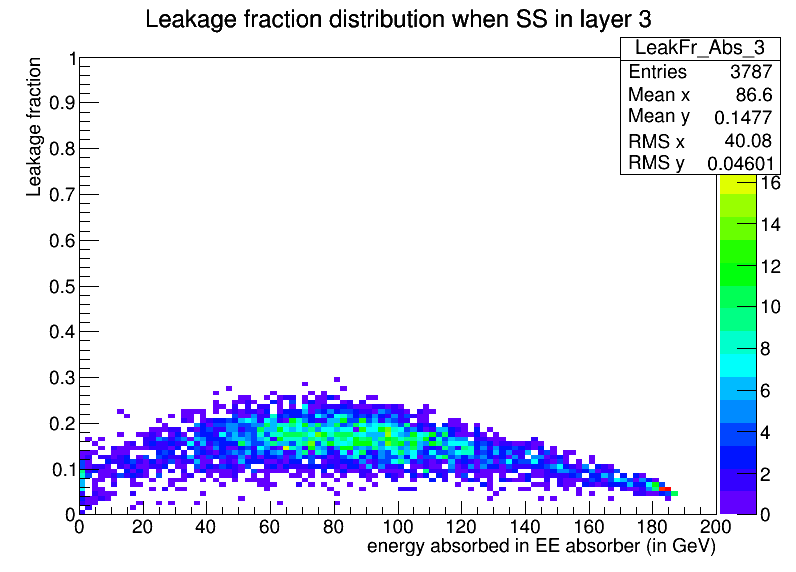 Leakage fraction distribution when SS in layer 3
LeakFr_Abs_3
Entries 3787
Mean x 86.6
Mean y 0.1477
RMS x 40.08
RMS y 0.04601
Leakage fraction
1
0.9
0.8
0.7
0.6
0.5
0.4
0.3
0.2
0.1
0
0 20 40 60 80 100 120 140 160 180 200
energy absorbed in EE absorber (in GeV)
16
14
12
10
8
6
4
2
0